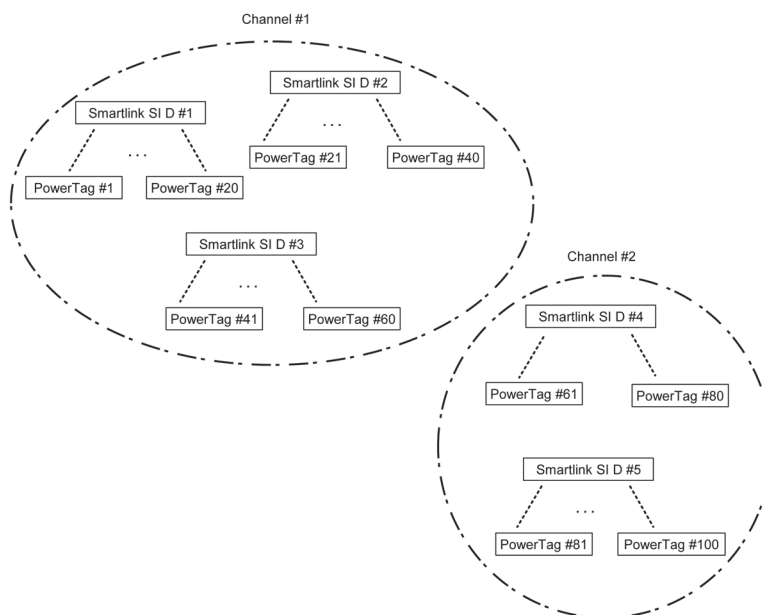 Channel #1
Smartlink SI D #2
Smartlink SI D #1
. . .
PowerTag #21
PowerTag #40
. . .
PowerTag #1
PowerTag #20
Smartlink SI D #3
. . .
PowerTag #41
PowerTag #60
Channel #2
Smartlink SI D #4
PowerTag #61
PowerTag #80
Smartlink SI D #5
. . .
PowerTag #81
PowerTag #100